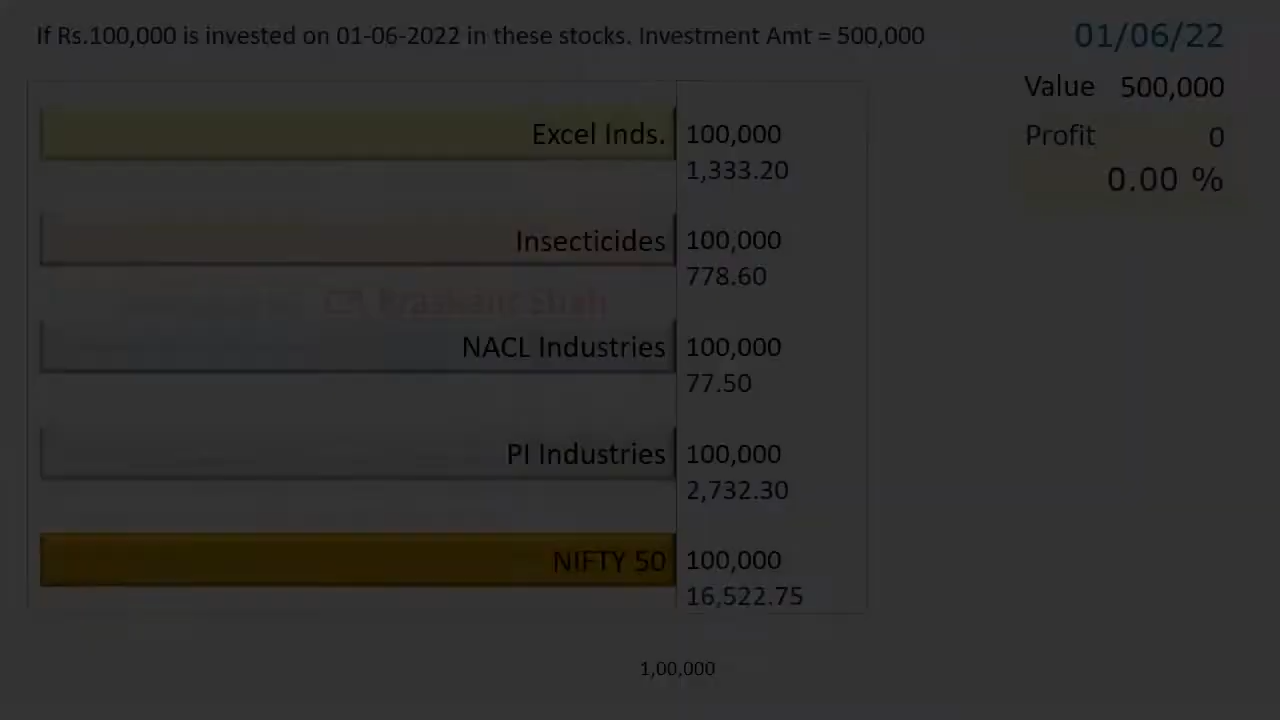 If Rs.100,000 is invested on 01-06-2022 in these stocks. Investment Amt = 500,000
01/06/22
Value 500,000
Profit 0
0.00 %
Excel Inds. 100,000
1,333.20
Insecticides 100,000
778.60
CA Prashant Shah
NACL Industries 100,000
77.50
PI Industries 100,000
2,732.30
NIFTY 50 100,000
16,522.75
1,00,000